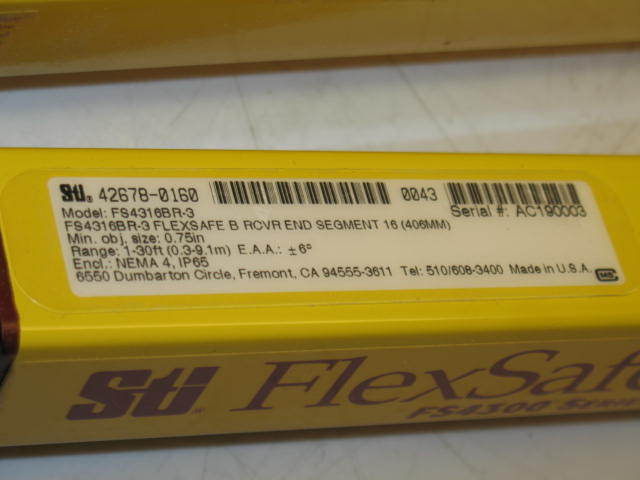 Sti® 42678-0160 0043 Serial #: AC190003
Model: FS4316BR-3
FS4316BR-3 FLEXSAFE B RCVR END SEGMENT 16 (406MM)
Min. obj. size: 0.75in
Range: 1-30ft (0.3-9.1m) E.A.A.: ±6°
Encl.: NEMA 4, IP65
6550 Dumbarton Circle, Fremont, CA 94555-3611 Tel: 510/608-3400 Made in U.S.A.
Sti® FlexSafe
FS4300 SERIE